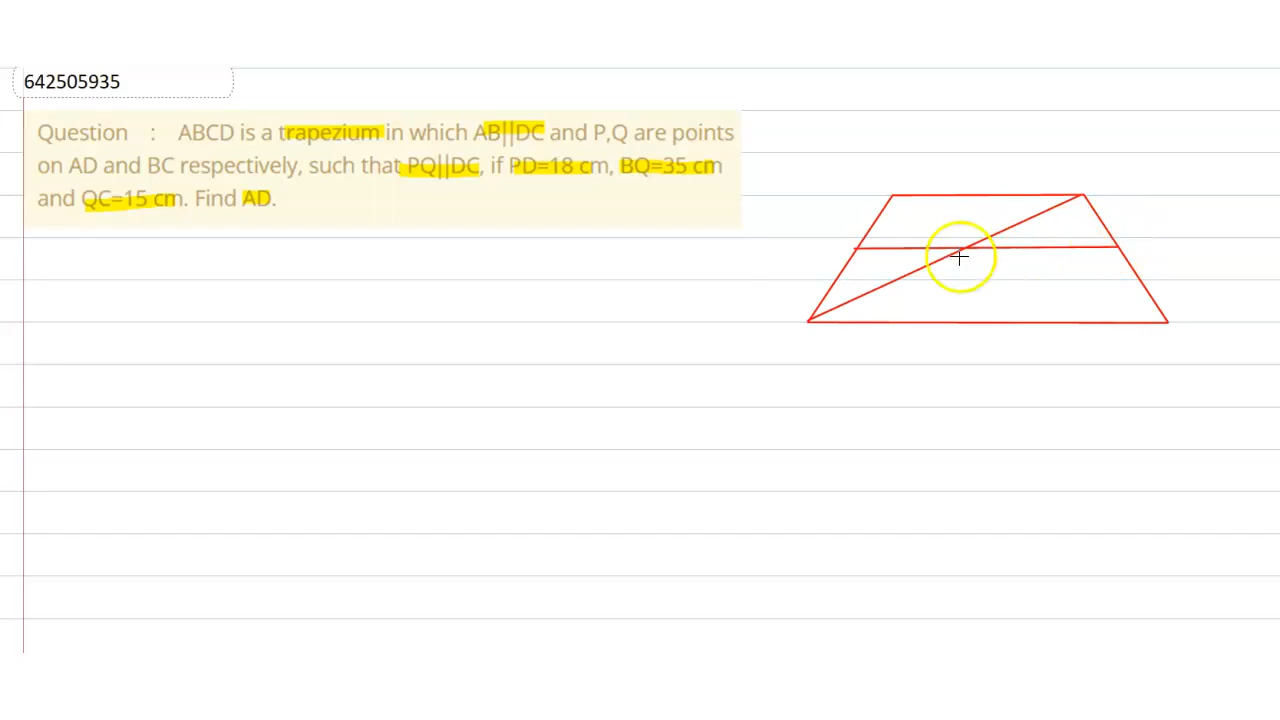 642505935
Question : ABCD is a trapezium in which AB||DC and P,Q are points
on AD and BC respectively, such that PQ||DC, if PD=18 cm, BQ=35 cm
and QC=15 cm. Find AD.